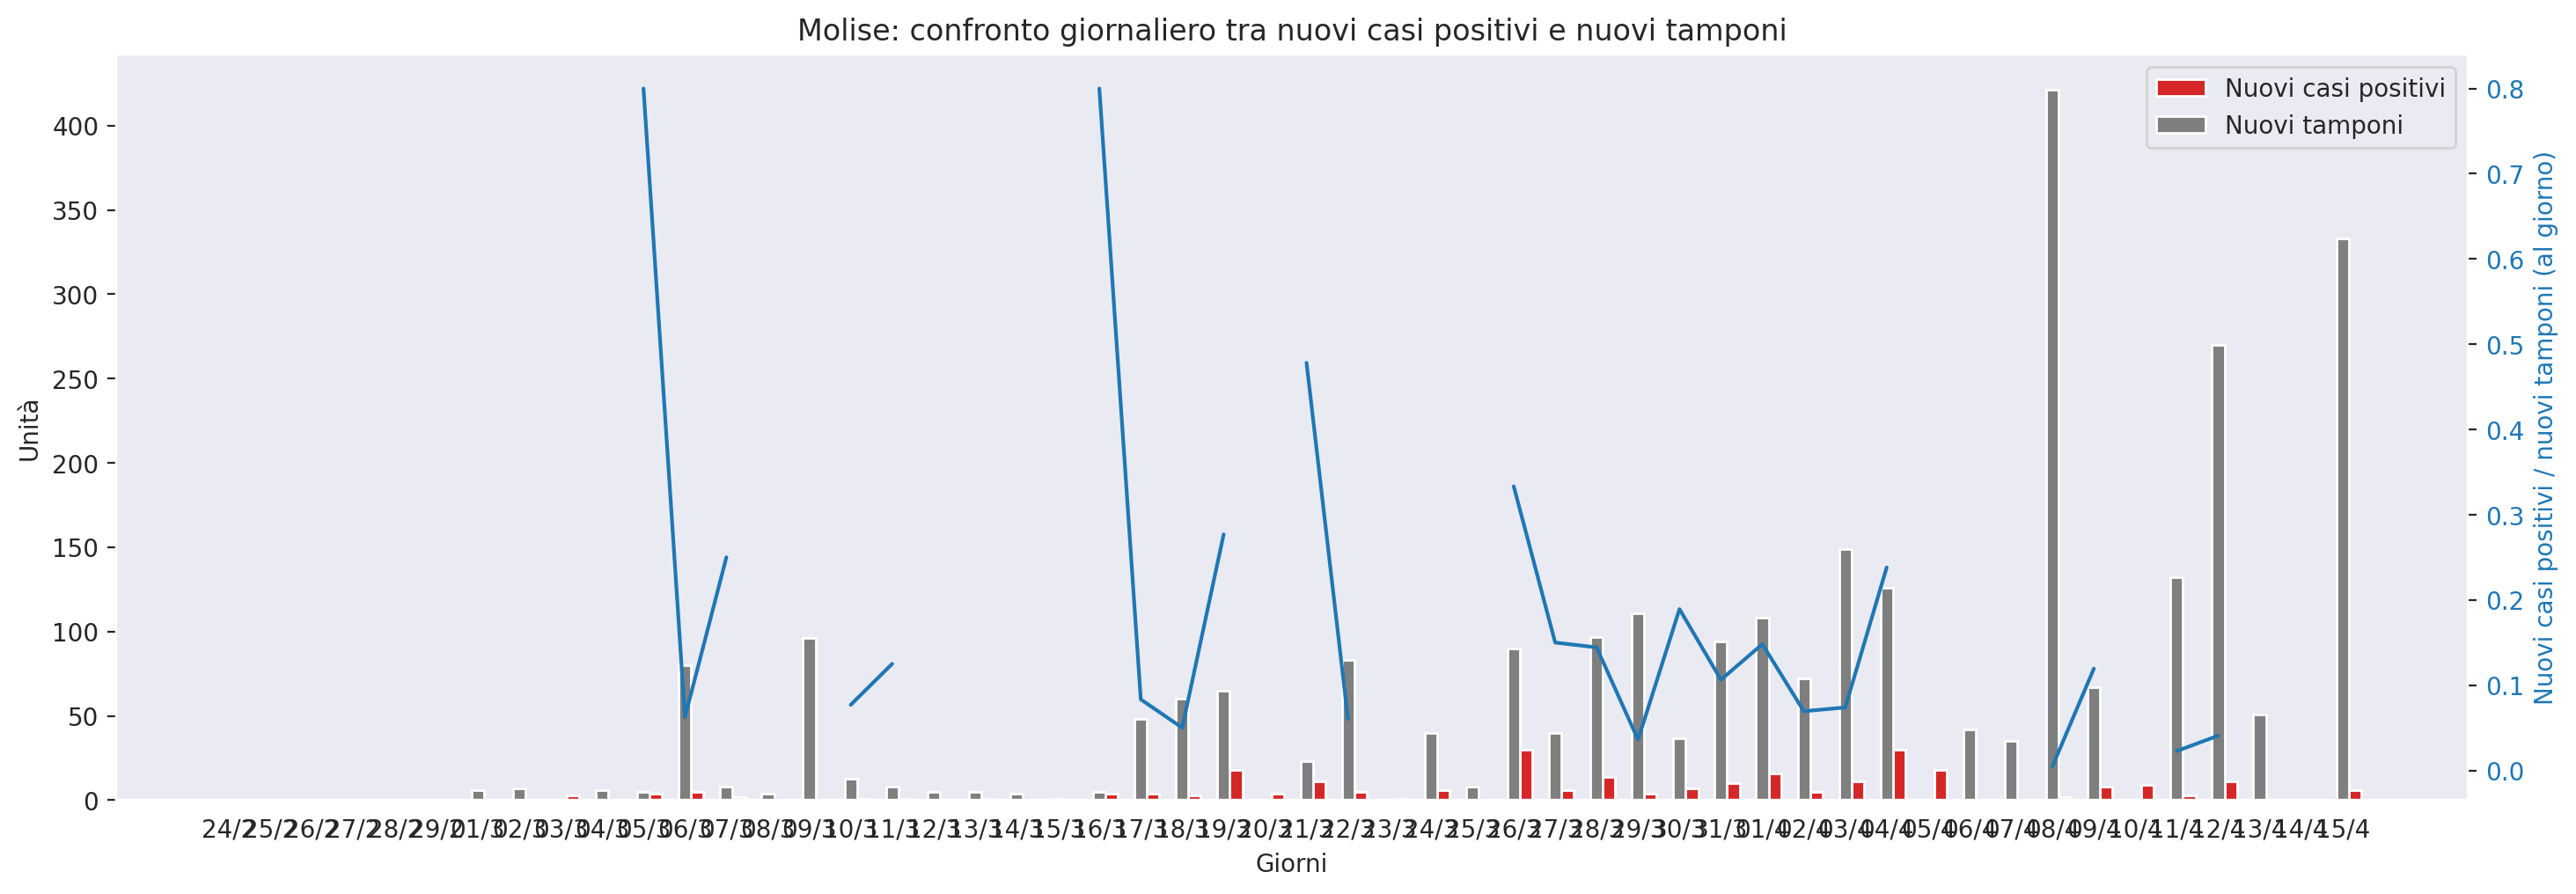 Molise: confronto giornaliero tra nuovi casi positivi e nuovi tamponi
Nuovi casi positivi
Nuovi tamponi
Unità
400
350
300
250
200
150
100
50
0
0.8
0.7
0.6
0.5
0.4
0.3
0.2
0.1
0.0
Nuovi casi positivi / nuovi tamponi (al giorno)
24/2 25/2 26/2 27/2 28/2 29/2 01/3 02/3 03/3 04/3 05/3 06/3 07/3 08/3 09/3 10/3 11/3 12/3 13/3 14/3 15/3 16/3 17/3 18/3 19/3 20/3 21/3 22/3 23/3 24/3 25/3 26/3 27/3 28/3 29/3 30/3 31/3 01/4 02/4 03/4 04/4 05/4 06/4 07/4 08/4 09/4 10/4 11/4 12/4 13/4 14/4 15/4
Giorni